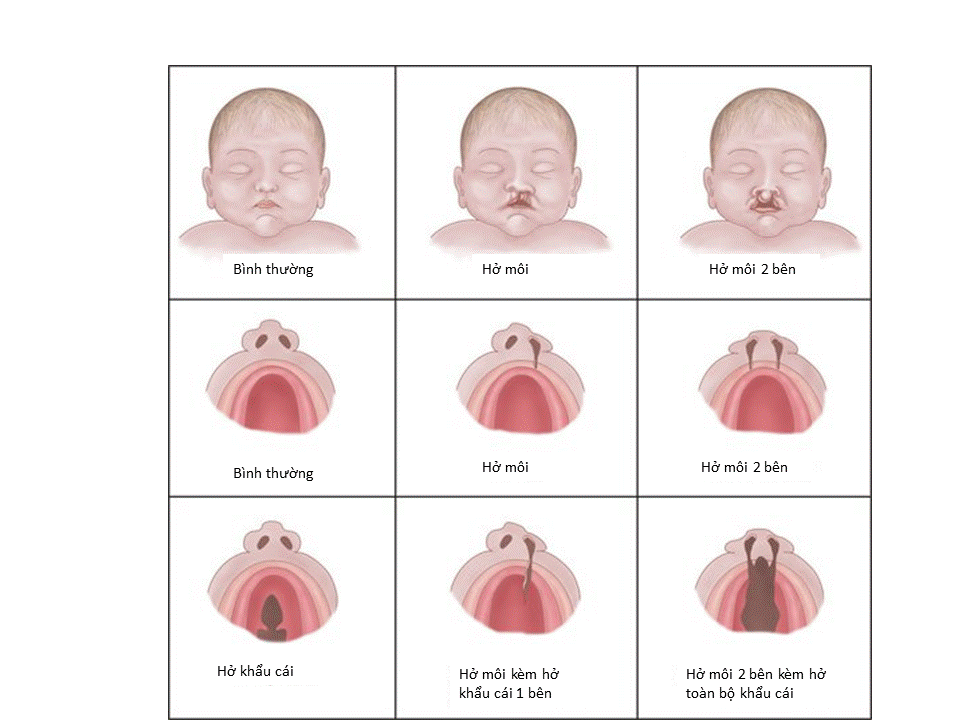 Bình thường
Hở môi
Hở môi 2 bên
Bình thường
Hở môi
Hở môi 2 bên
Hở khẩu cái
Hở môi kèm hở
khẩu cái 1 bên
Hở môi 2 bên kèm hở
toàn bộ khẩu cái